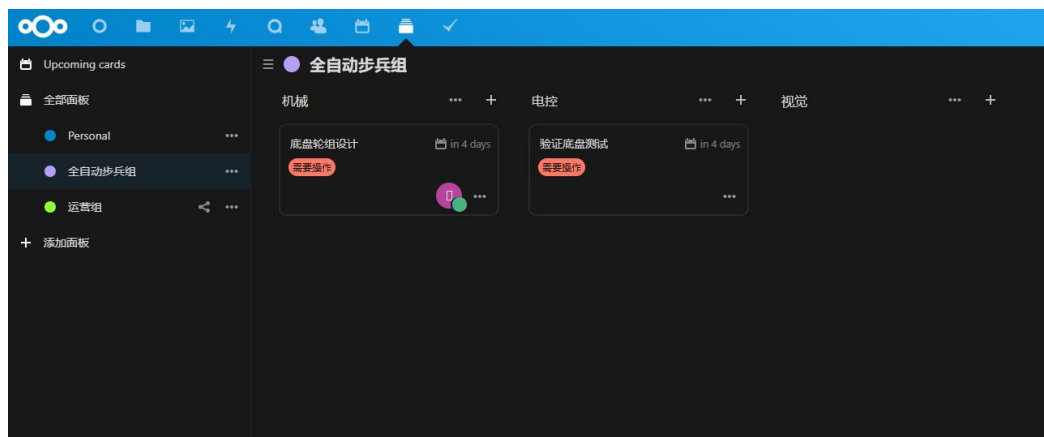 Upcoming cards
全部面板
Personal
全自动步兵组
运营组
添加面板
全自动步兵组
机械
底盘轮组设计
in 4 days
需要操作
电控
验证底盘测试
in 4 days
需要操作
视觉